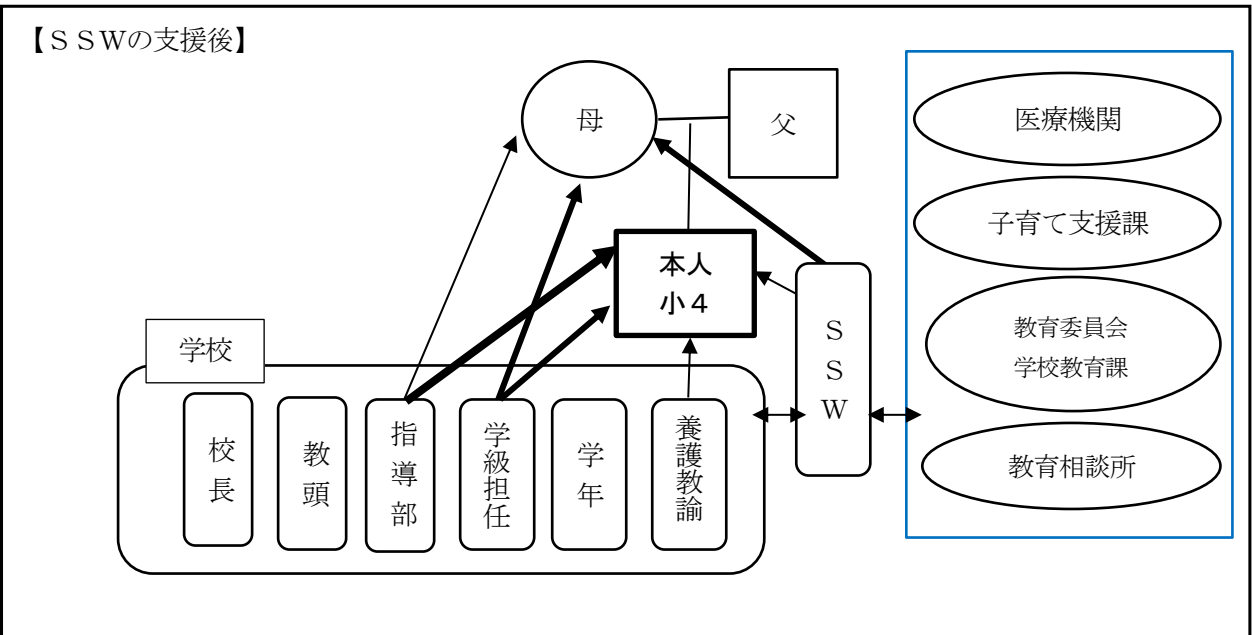 【ＳＳＷの支援後】
母
父
医療機関
子育て支援課
本人
小４
教育委員会
学校教育課
ＳＳＷ
学校
校長
教頭
指導部
学級担任
学年
養護教諭
教育相談所